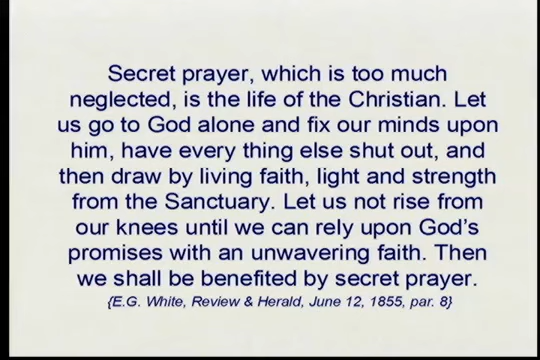 Secret prayer, which is too much
neglected, is the life of the Christian. Let
us go to God alone and fix our minds upon
him, have every thing else shut out, and
then draw by living faith, light and strength
from the Sanctuary. Let us not rise from
our knees until we can rely upon God's
promises with an unwavering faith. Then
we shall be benefited by secret prayer.
{E.G. White, Review & Herald, June 12, 1855, par. 8}